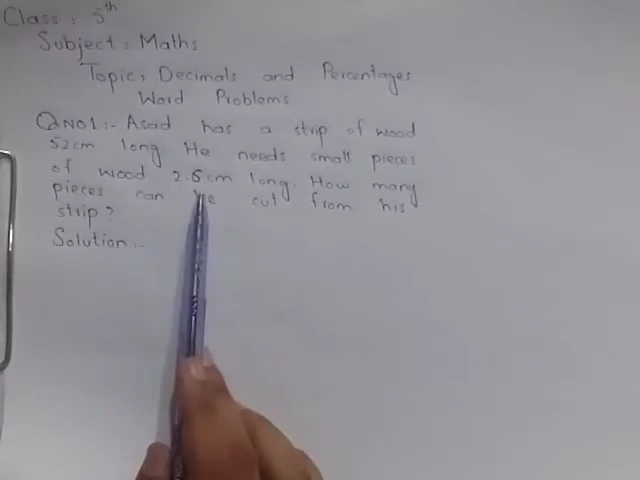 Class : 5th
Subject : Maths
Topic : Decimals and Percentages
Word Problems
Q.NO1:- Asad has a strip of wood
52cm long. He needs small pieces
of wood 2.6cm long. How many
pieces can be cut from his
strip?
Solution:-